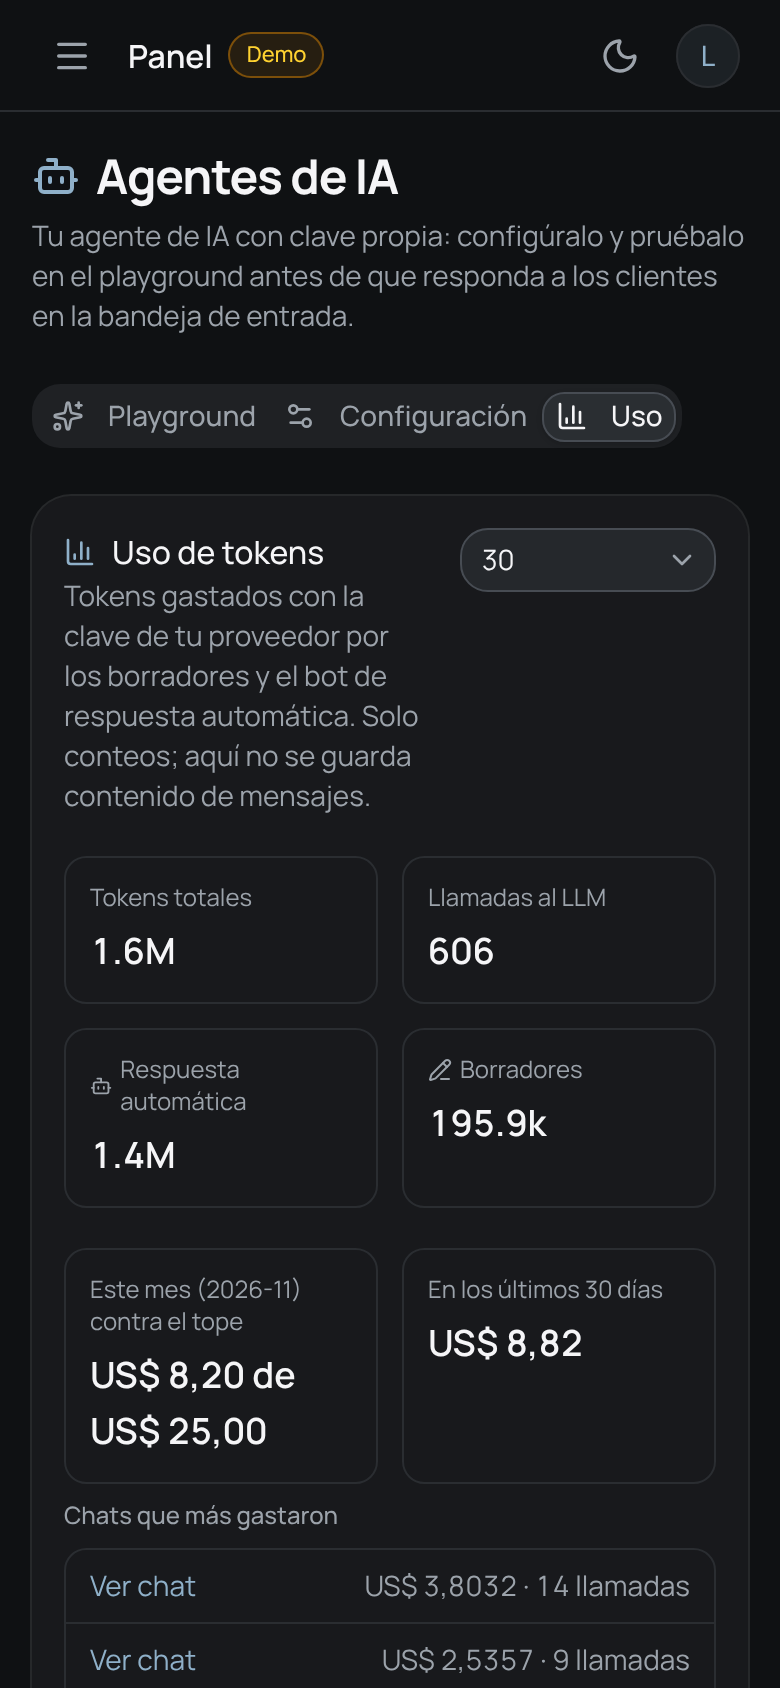 Panel
Demo
L
Agentes de IA
Tu agente de IA con clave propia: configúralo y pruébalo
en el playground antes de que responda a los clientes
en la bandeja de entrada.
Playground
Configuración
Uso
Uso de tokens
30
Tokens gastados con la
clave de tu proveedor por
los borradores y el bot de
respuesta automática. Solo
conteos; aquí no se guarda
contenido de mensajes.
Tokens totales
1.6M
Llamadas al LLM
606
Respuesta
automática
1.4M
Borradores
195.9k
Este mes (2026-11)
contra el tope
US$ 8,20 de
US$ 25,00
En los últimos 30 días
US$ 8,82
Chats que más gastaron
Ver chat US$ 3,8032 · 14 llamadas
Ver chat US$ 2,5357 · 9 llamadas